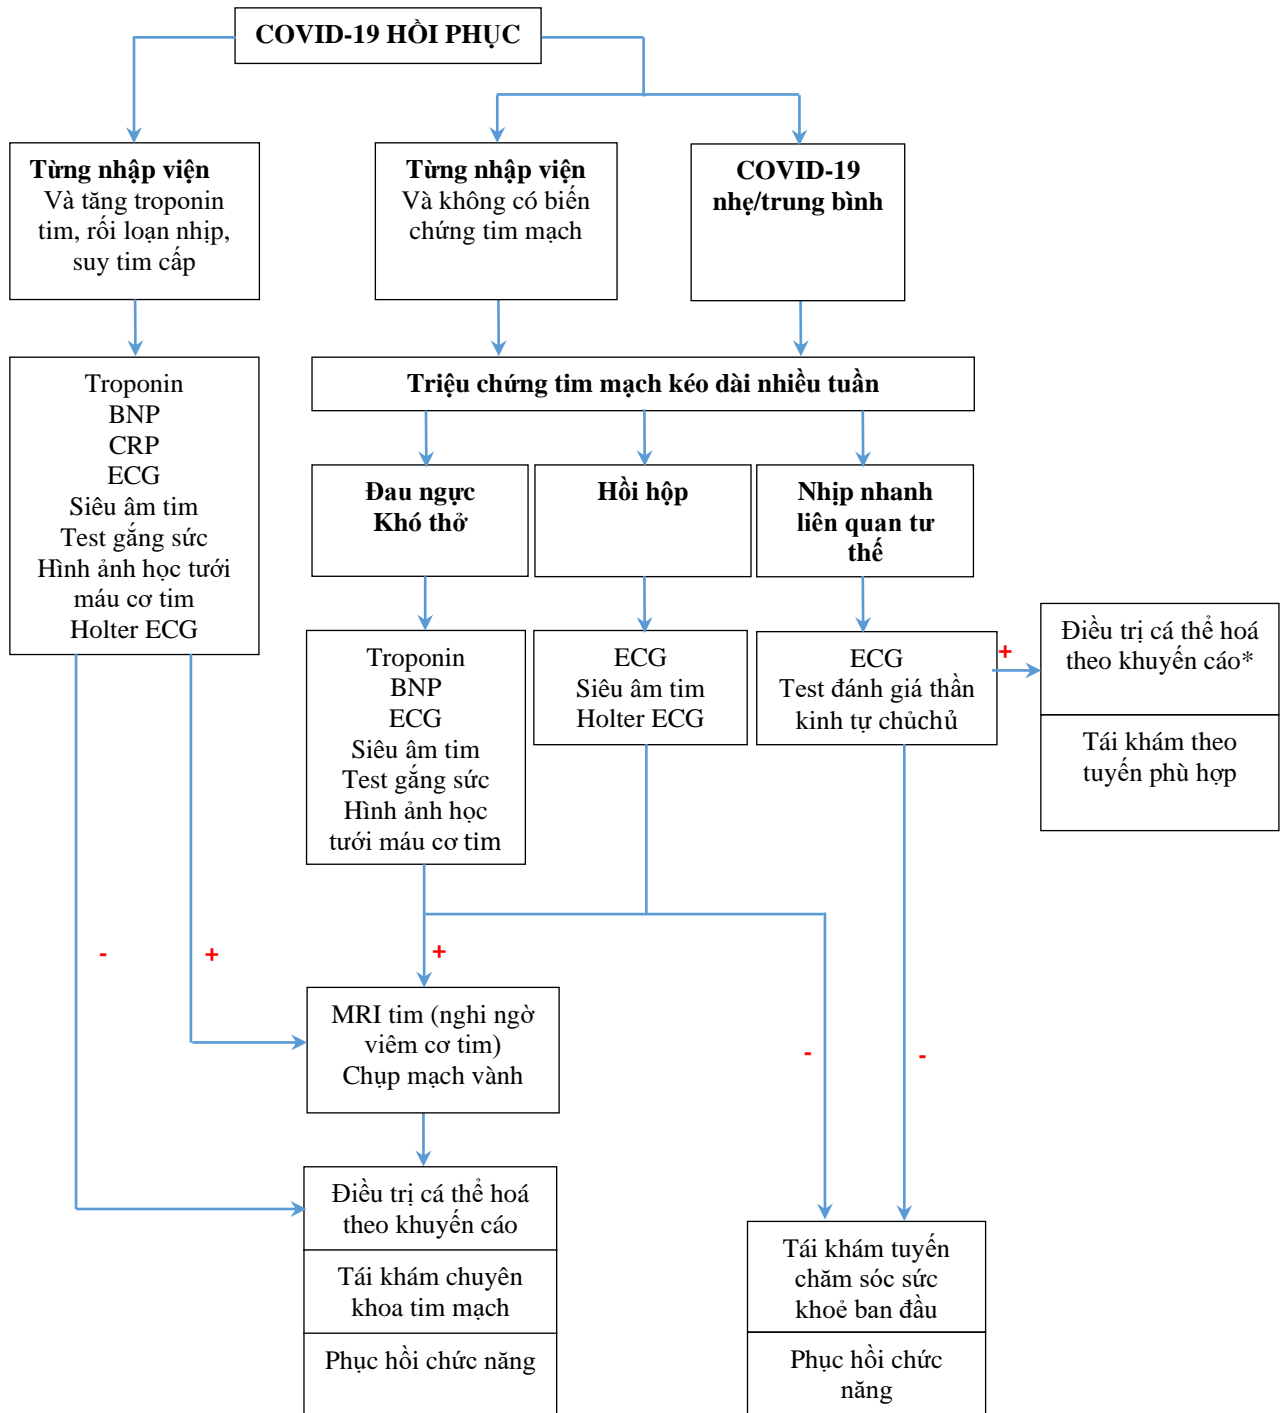 COVID-19 HỒI PHỤC
Từng nhập viện
Và tăng troponin
tim, rối loạn nhịp,
suy tim cấp
Từng nhập viện
Và không có biến
chứng tim mạch
COVID-19
nhẹ/trung bình
Troponin
BNP
CRP
ECG
Siêu âm tim
Test gắng sức
Hình ảnh học tưới
máu cơ tim
Holter ECG
Triệu chứng tim mạch kéo dài nhiều tuần
Đau ngực
Khó thở
Hồi hộp
Nhịp nhanh
liên quan tư
thế
Troponin
BNP
ECG
Siêu âm tim
Test gắng sức
Hình ảnh học
tưới máu cơ tim
ECG
Siêu âm tim
Holter ECG
ECG
Test đánh giá thần
kinh tự chủchủ
+
Điều trị cá thể hoá
theo khuyến cáo*
Tái khám theo
tuyến phù hợp
-
+
+
-
-
MRI tim (nghi ngờ
viêm cơ tim)
Chụp mạch vành
Điều trị cá thể hoá
theo khuyến cáo
Tái khám chuyên
khoa tim mạch
Phục hồi chức năng
Tái khám tuyến
chăm sóc sức
khoẻ ban đầu
Phục hồi chức
năng